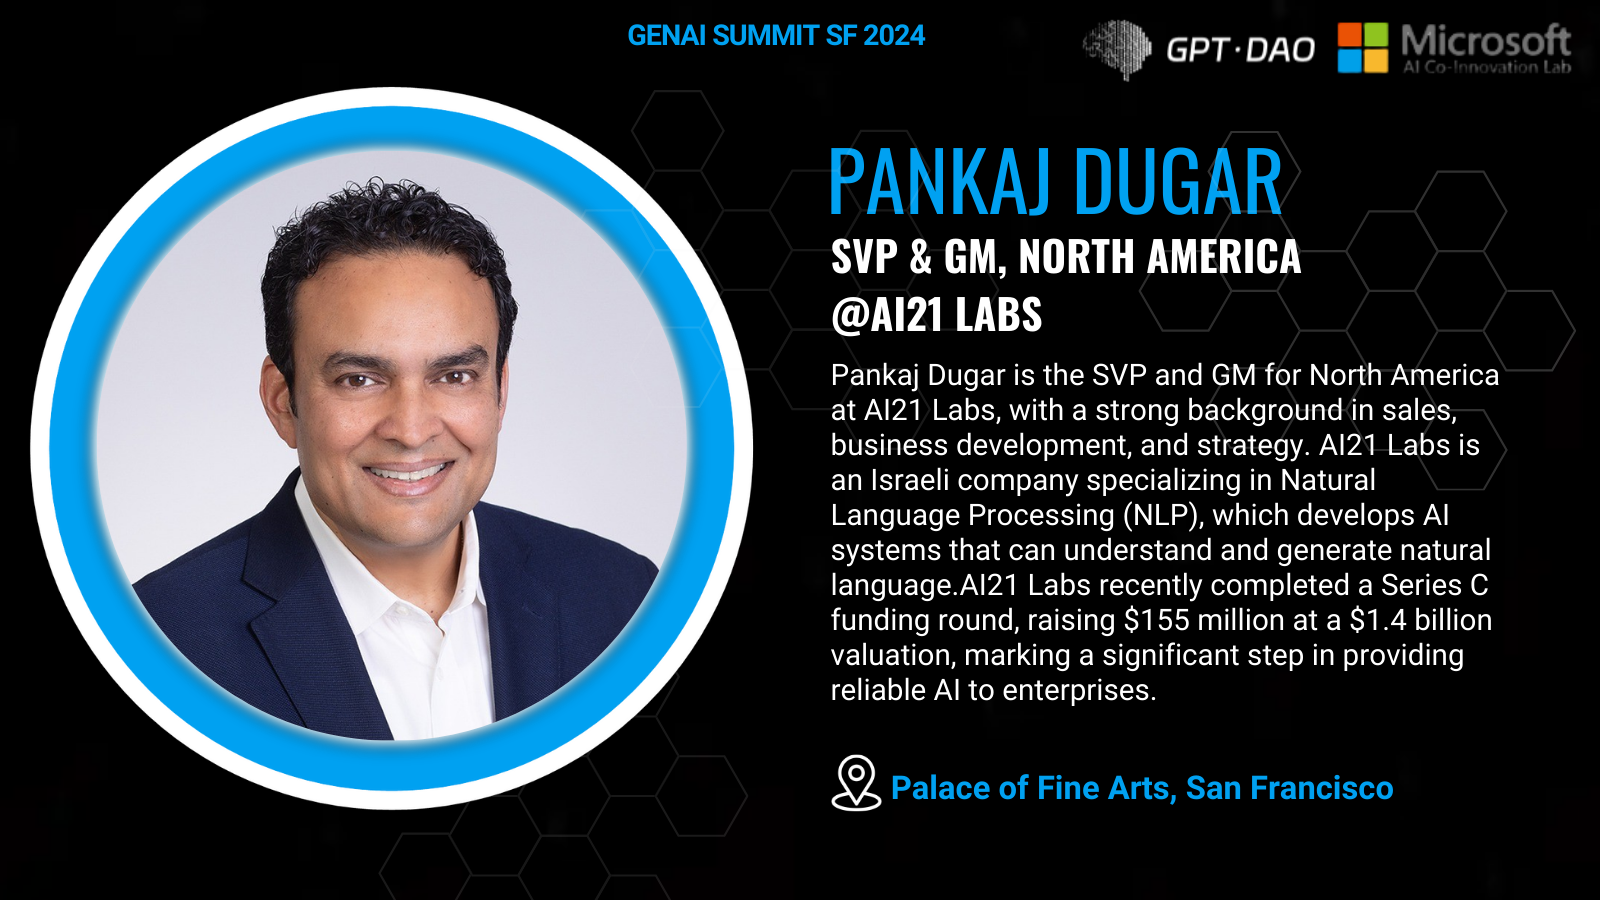 GENAI SUMMIT SF 2024
GPT·DAO
Microsoft
AI Co-Innovation Lab
PANKAJ DUGAR
SVP & GM, NORTH AMERICA
@AI21 LABS
Pankaj Dugar is the SVP and GM for North America
at AI21 Labs, with a strong background in sales,
business development, and strategy. AI21 Labs is
an Israeli company specializing in Natural
Language Processing (NLP), which develops AI
systems that can understand and generate natural
language.AI21 Labs recently completed a Series C
funding round, raising $155 million at a $1.4 billion
valuation, marking a significant step in providing
reliable AI to enterprises.
Palace of Fine Arts, San Francisco